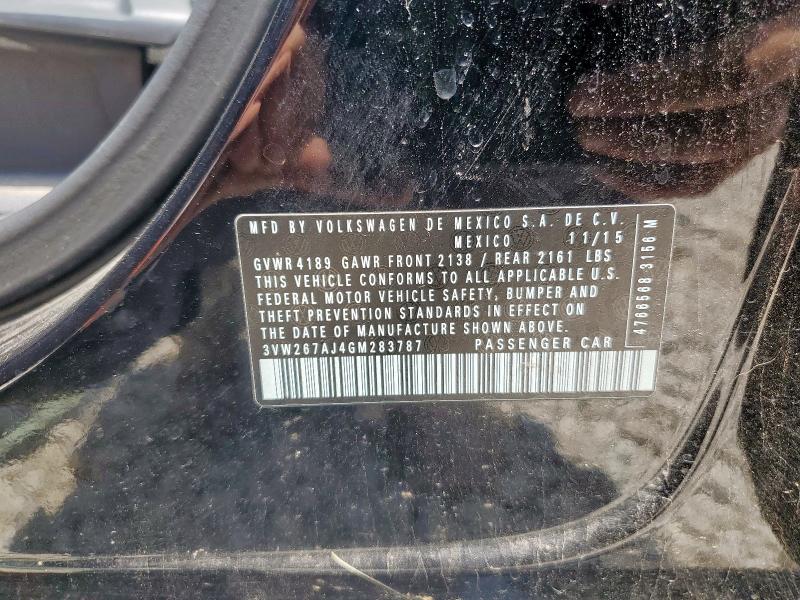 MFD BY VOLKSWAGEN DE MEXICO S.A. DE C.V.
MEXICO 11/15
GVWR 4189 GAWR FRONT 2138 / REAR 2161 LBS
THIS VEHICLE CONFORMS TO ALL APPLICABLE U.S.
FEDERAL MOTOR VEHICLE SAFETY, BUMPER AND
THEFT PREVENTION STANDARDS IN EFFECT ON
THE DATE OF MANUFACTURE SHOWN ABOVE.
3VW267AJ4GM283787 PASSENGER CAR
4766568 3156 M